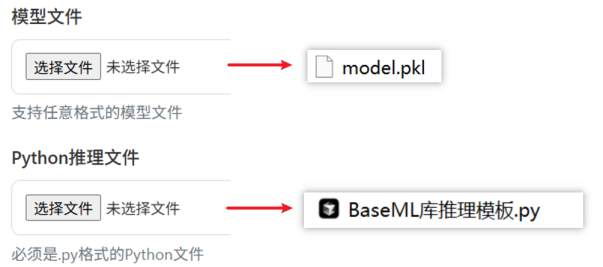 模型文件
选择文件 未选择文件
model.pkl
支持任意格式的模型文件
Python推理文件
选择文件 未选择文件
BaseML库推理模板.py
必须是.py格式的Python文件